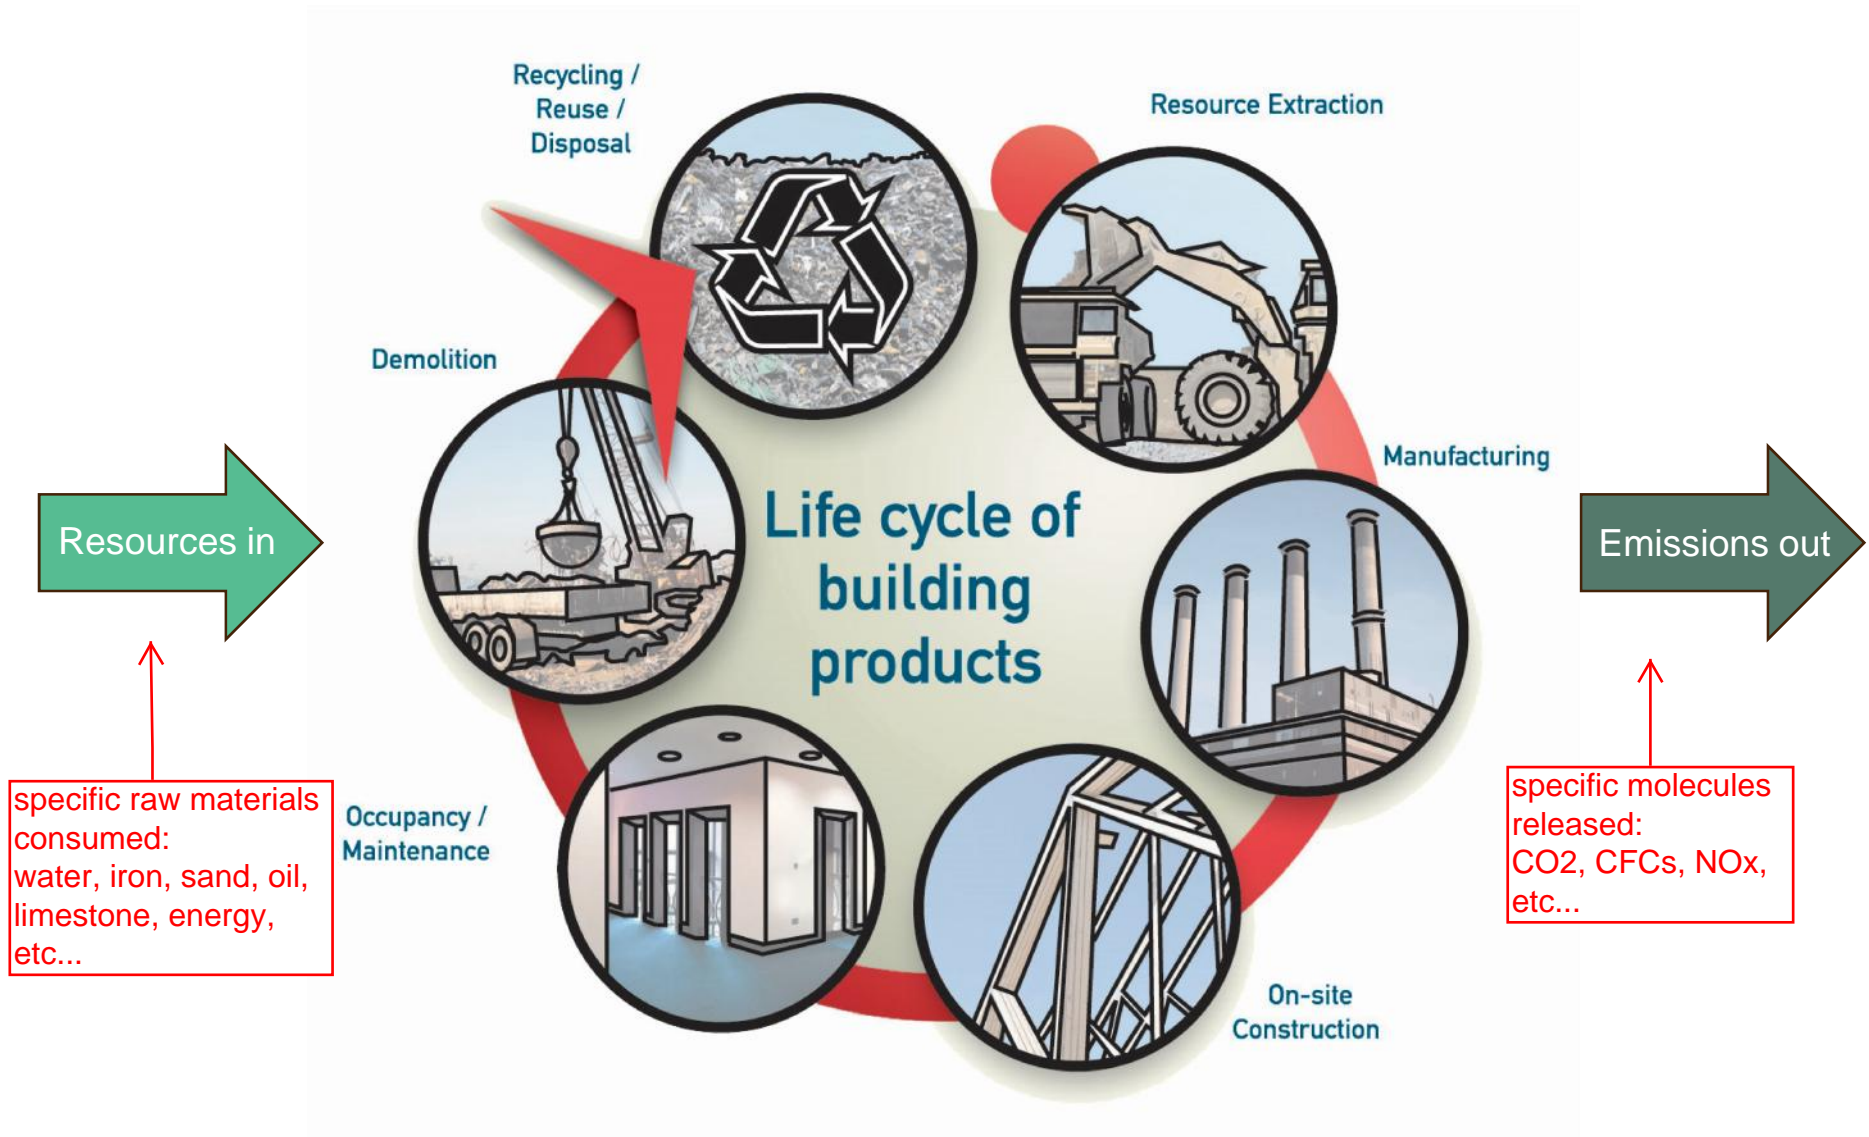 Recycling /
Reuse /
Disposal
Resource Extraction
Demolition
Manufacturing
Life cycle of
building
products
Resources in
Emissions out
specific raw materials
consumed:
water, iron, sand, oil,
limestone, energy,
etc...
Occupancy /
Maintenance
specific molecules
released:
CO2, CFCs, NOx,
etc...
On-site
Construction